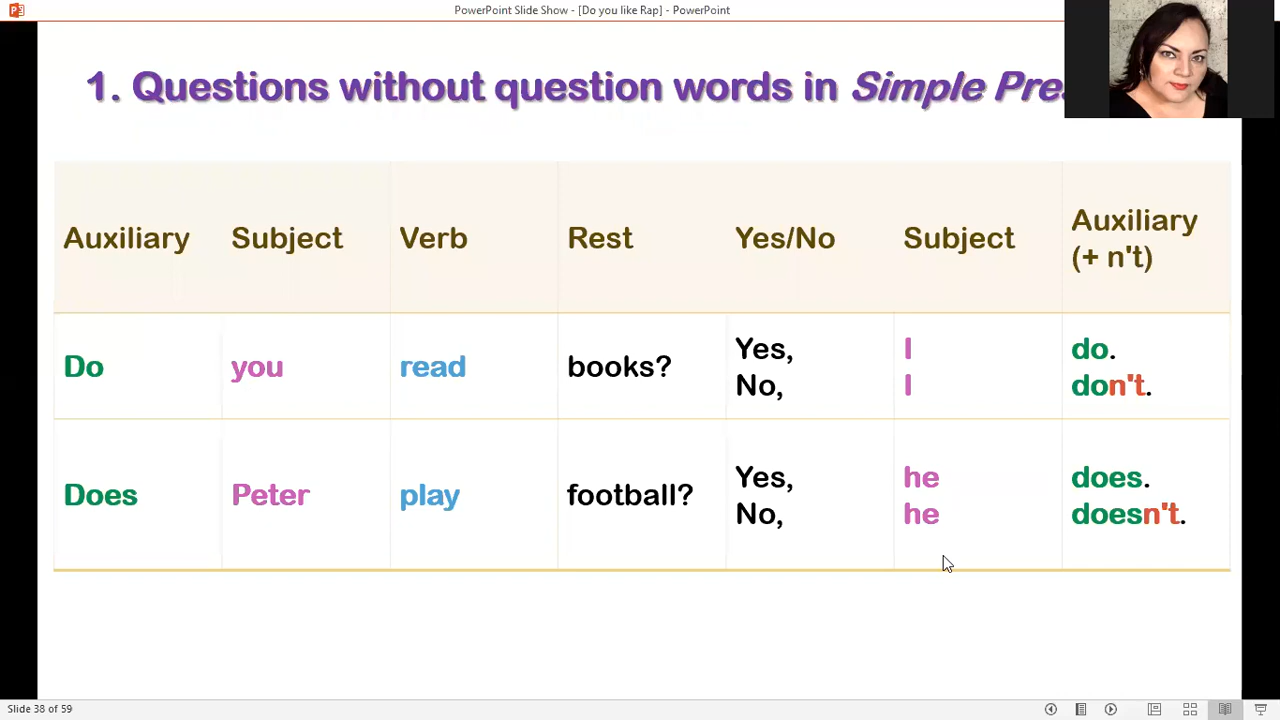 PowerPoint Slide Show - [Do you like Rap] - PowerPoint
1. Questions without question words in Simple Pre
Auxiliary Subject Verb Rest Yes/No Subject Auxiliary
(+ n't)
Do you read books? Yes, I do.
No, I don't.
Does Peter play football? Yes, he does.
No, he doesn't.
Slide 38 of 59